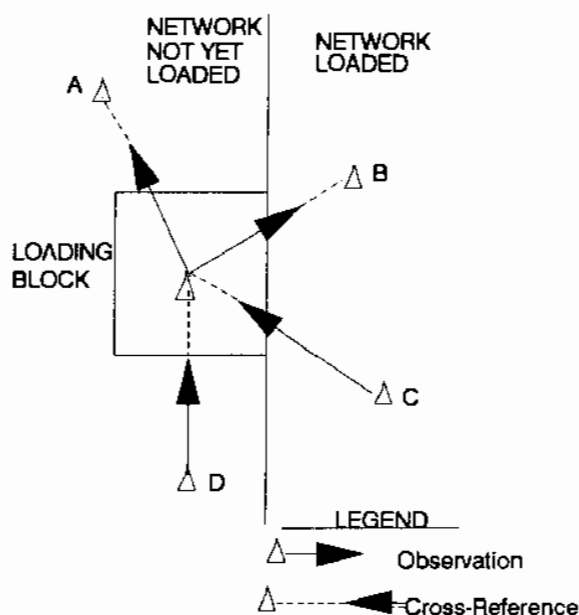 NETWORK
NOT YET
LOADED
NETWORK
LOADED
A
B
LOADING
BLOCK
C
D
LEGEND
Observation
Cross-Reference